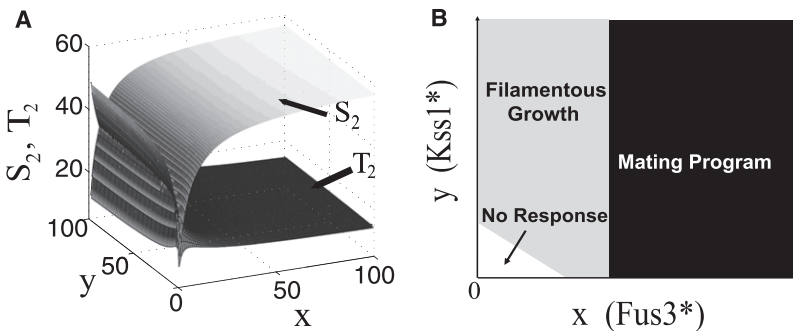 A
60
40
20
S₂, T₂
S₂
T₂
100
50
0
y
50
100
x
B
y (Kss1*)
Filamentous
Growth
Mating Program
No Response
0
x (Fus3*)